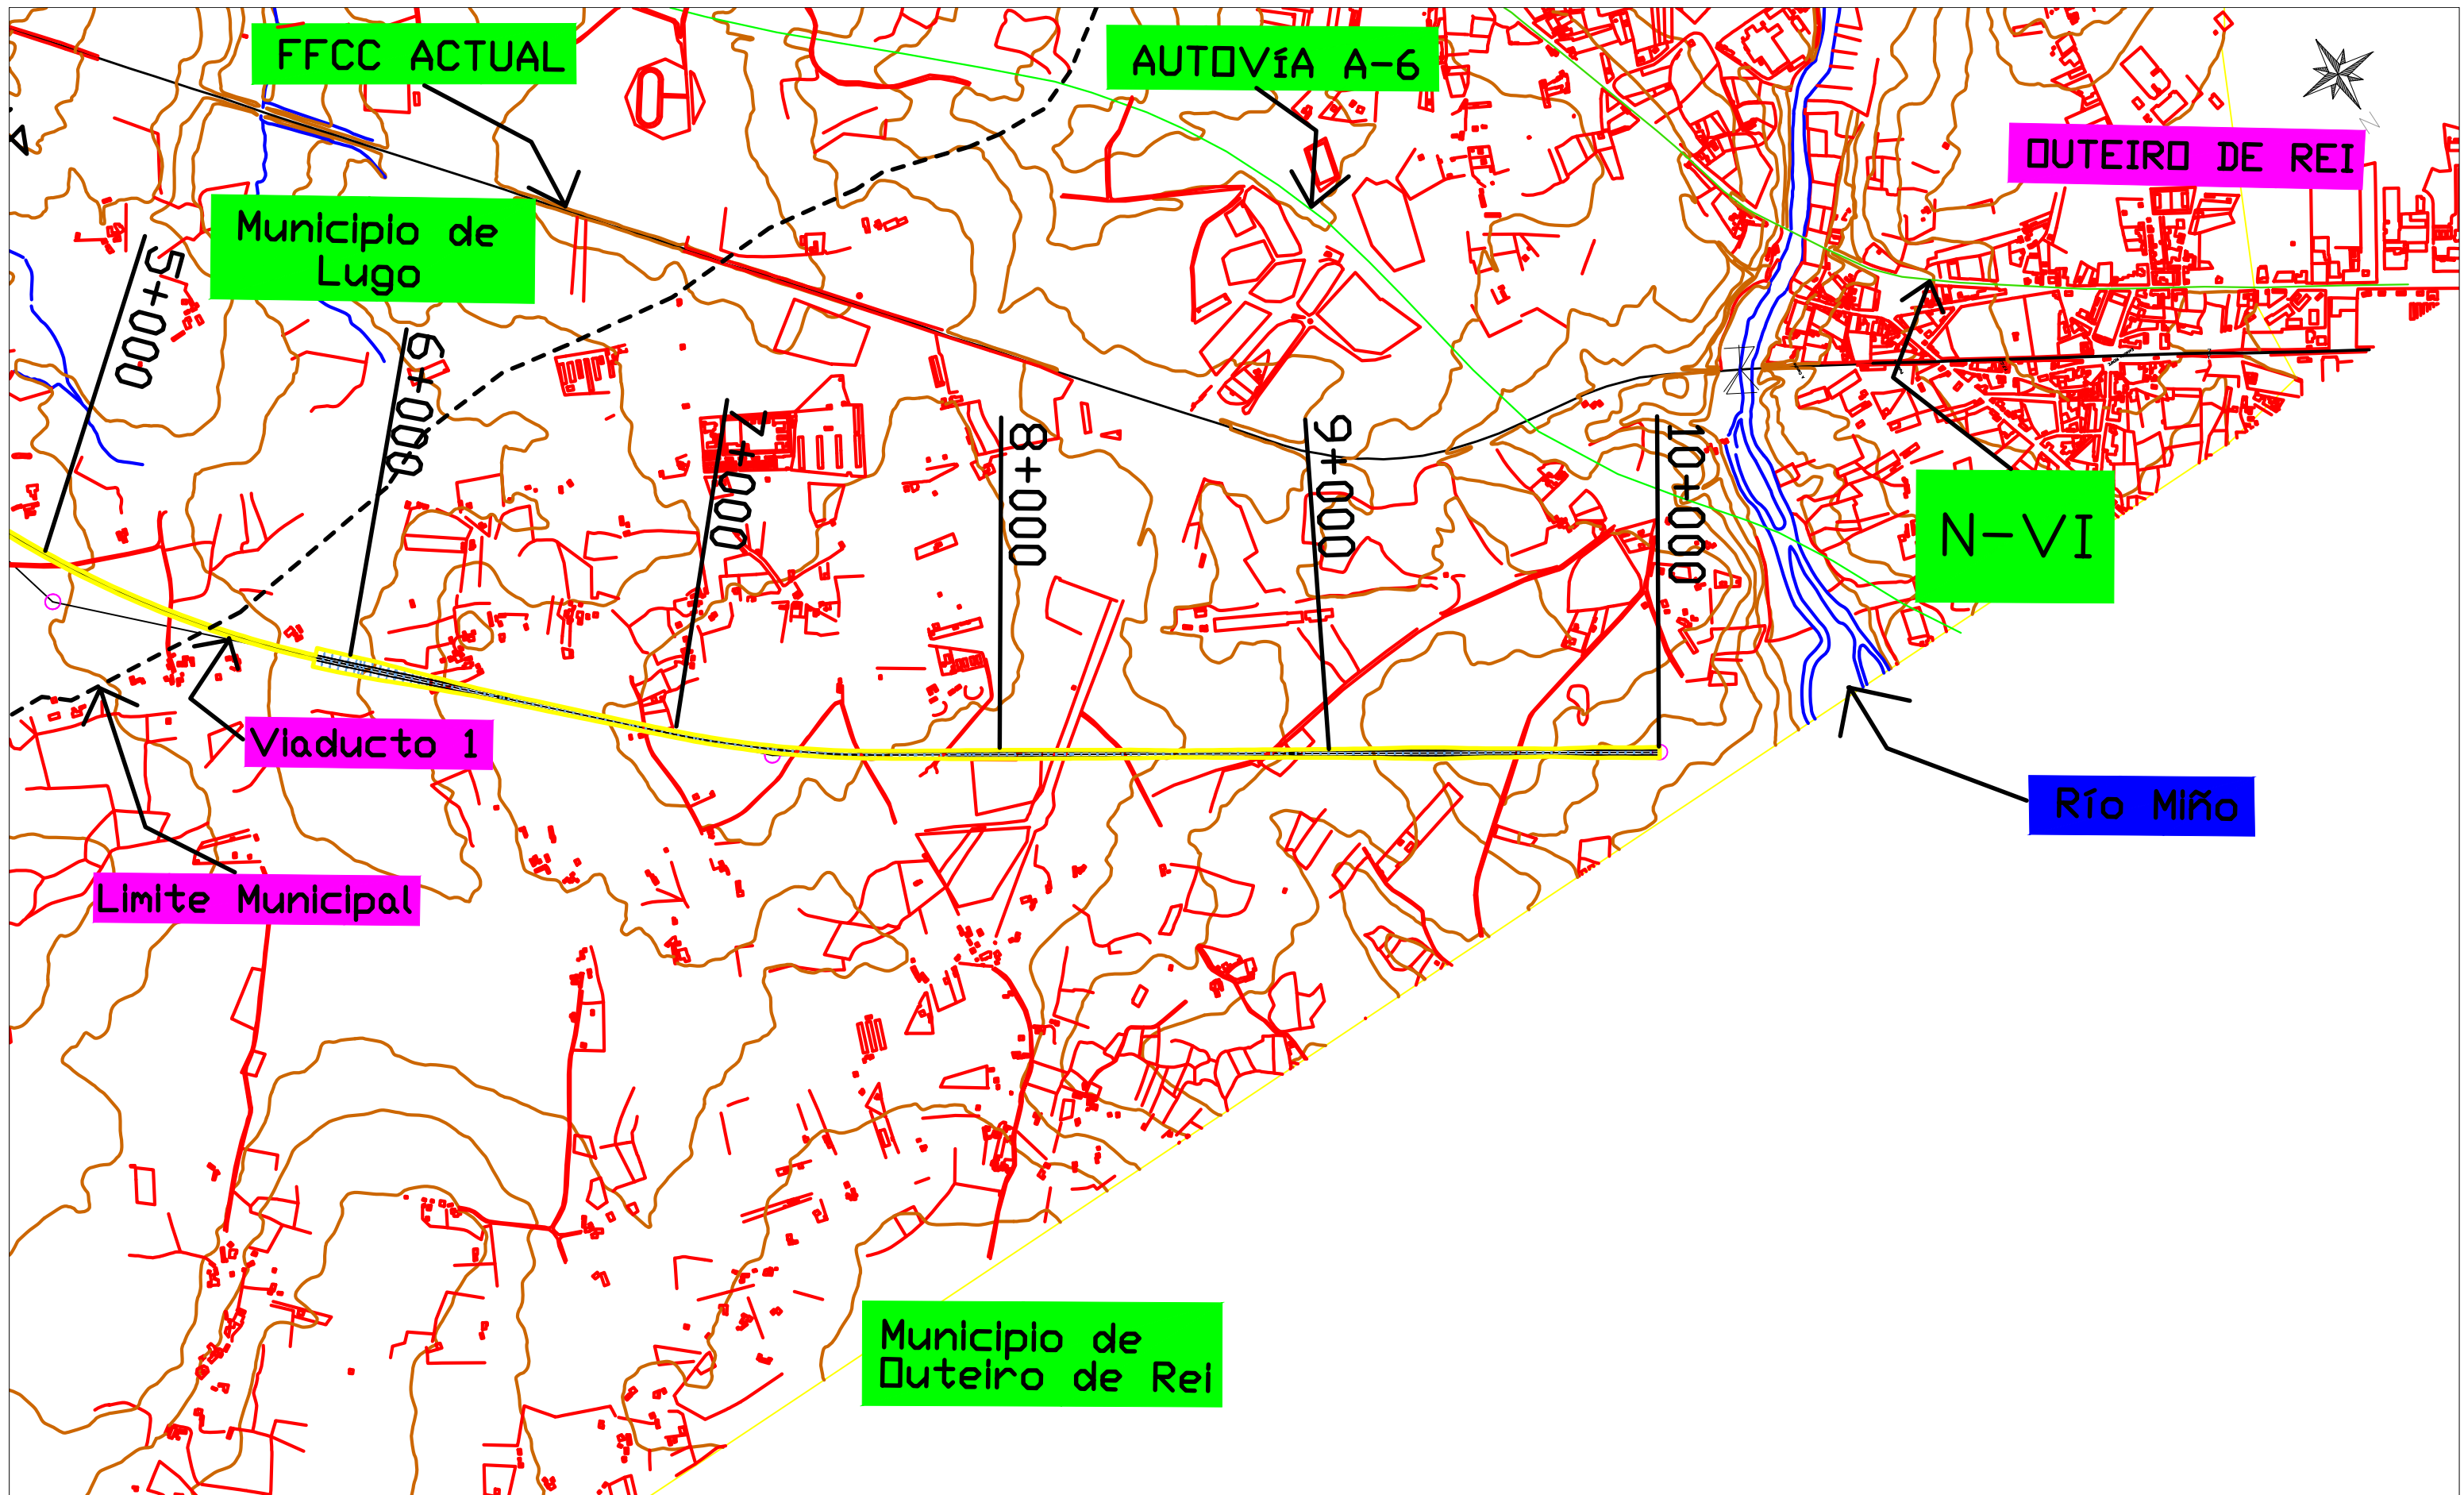 FFCC ACTUAL
AUTOVíA A-6
OUTEIRO DE REI
Municipio de
Lugo
5+000
6+000
7+000
8+000
9+000
10+000
N-VI
Viaducto 1
Río Miño
Limite Municipal
Municipio de
Outeiro de Rei